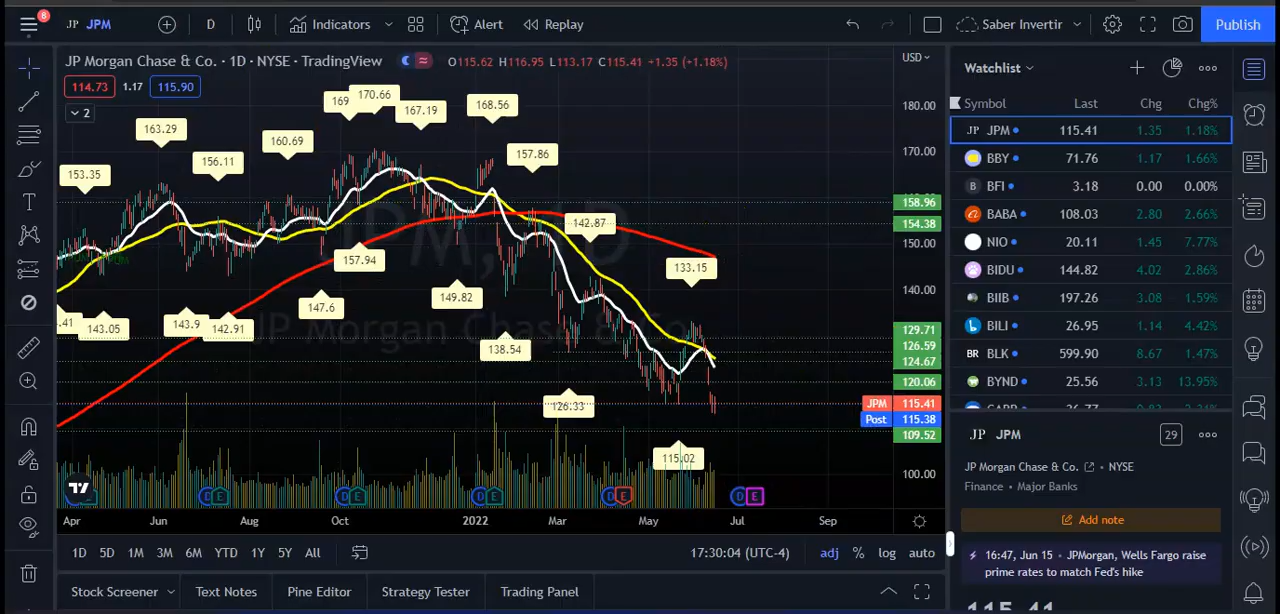 8
JP JPM
D
Indicators
Alert
Replay
Saber Invertir
Publish
JP Morgan Chase & Co. · 1D · NYSE · TradingView
O115.62 H116.95 L113.17 C115.41 +1.35 (+1.18%)
USD
114.73 1.17 115.90
2
180.00
170.00
158.96
154.38
150.00
140.00
129.71
126.59
124.67
120.06
JPM 115.41
Post 115.38
109.52
100.00
153.35
163.29
156.11
160.69
169
170.66
167.19
168.56
157.86
142.87
133.15
157.94
147.6
149.82
138.54
126.33
115.02
.41
143.05
143.9
142.91
JPM, 1D
JP Morgan Chase & Co.
D E
D E
D E
D E
D E
Apr Jun Aug Oct 2022 Mar May Jul Sep
1D 5D 1M 3M 6M YTD 1Y 5Y All
17:30:04 (UTC-4) adj % log auto
Stock Screener
Text Notes
Pine Editor
Strategy Tester
Trading Panel
Watchlist
Symbol Last Chg Chg%
JP JPM 115.41 1.35 1.18%
BBY 71.76 1.17 1.66%
B BFI 3.18 0.00 0.00%
BABA 108.03 2.80 2.66%
NIO 20.11 1.45 7.77%
BIDU 144.82 4.02 2.86%
BIIB 197.26 3.08 1.59%
BILI 26.95 1.14 4.42%
BR BLK 599.90 8.67 1.47%
BYND 25.56 3.13 13.95%
JP JPM
29
JP Morgan Chase & Co. • NYSE
Finance • Major Banks
Add note
16:47, Jun 15 • JPMorgan, Wells Fargo raise
prime rates to match Fed's hike